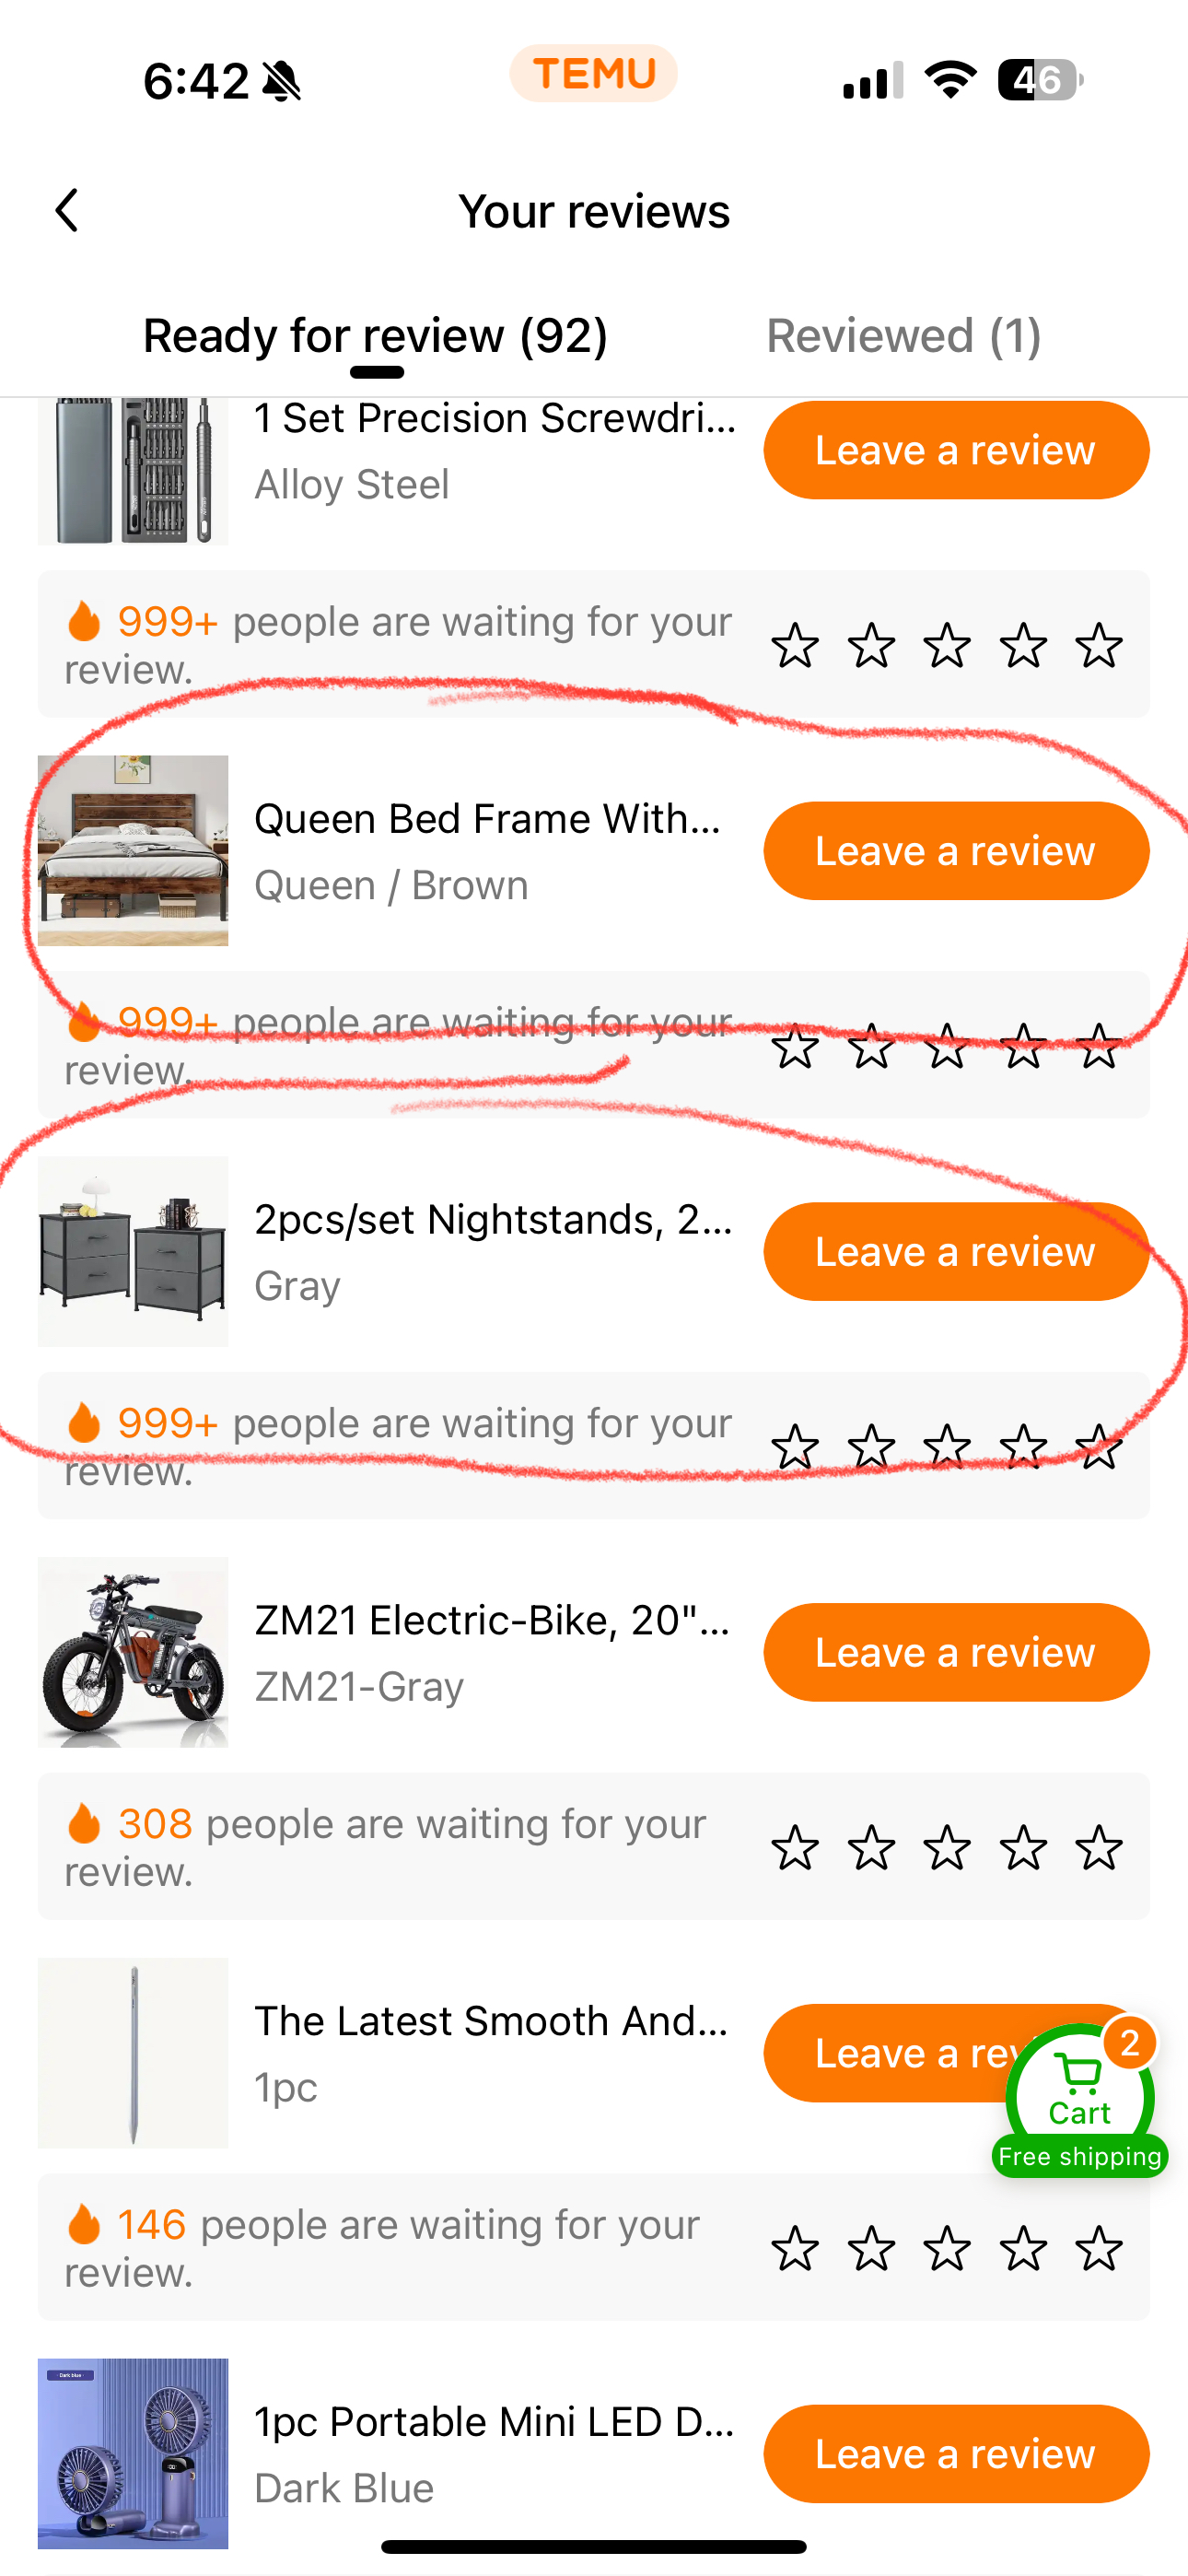 6:42
TEMU
46
Your reviews
Ready for review (92)
Reviewed (1)
1 Set Precision Screwdri...
Alloy Steel
Leave a review
999+ people are waiting for your
review.
Queen Bed Frame With...
Queen / Brown
Leave a review
999+ people are waiting for your
review.
2pcs/set Nightstands, 2...
Gray
Leave a review
999+ people are waiting for your
review.
ZM21 Electric-Bike, 20"...
ZM21-Gray
Leave a review
308 people are waiting for your
review.
The Latest Smooth And...
1pc
Leave a rev
2
Cart
Free shipping
146 people are waiting for your
review.
Dark blue
1pc Portable Mini LED D...
Dark Blue
Leave a review